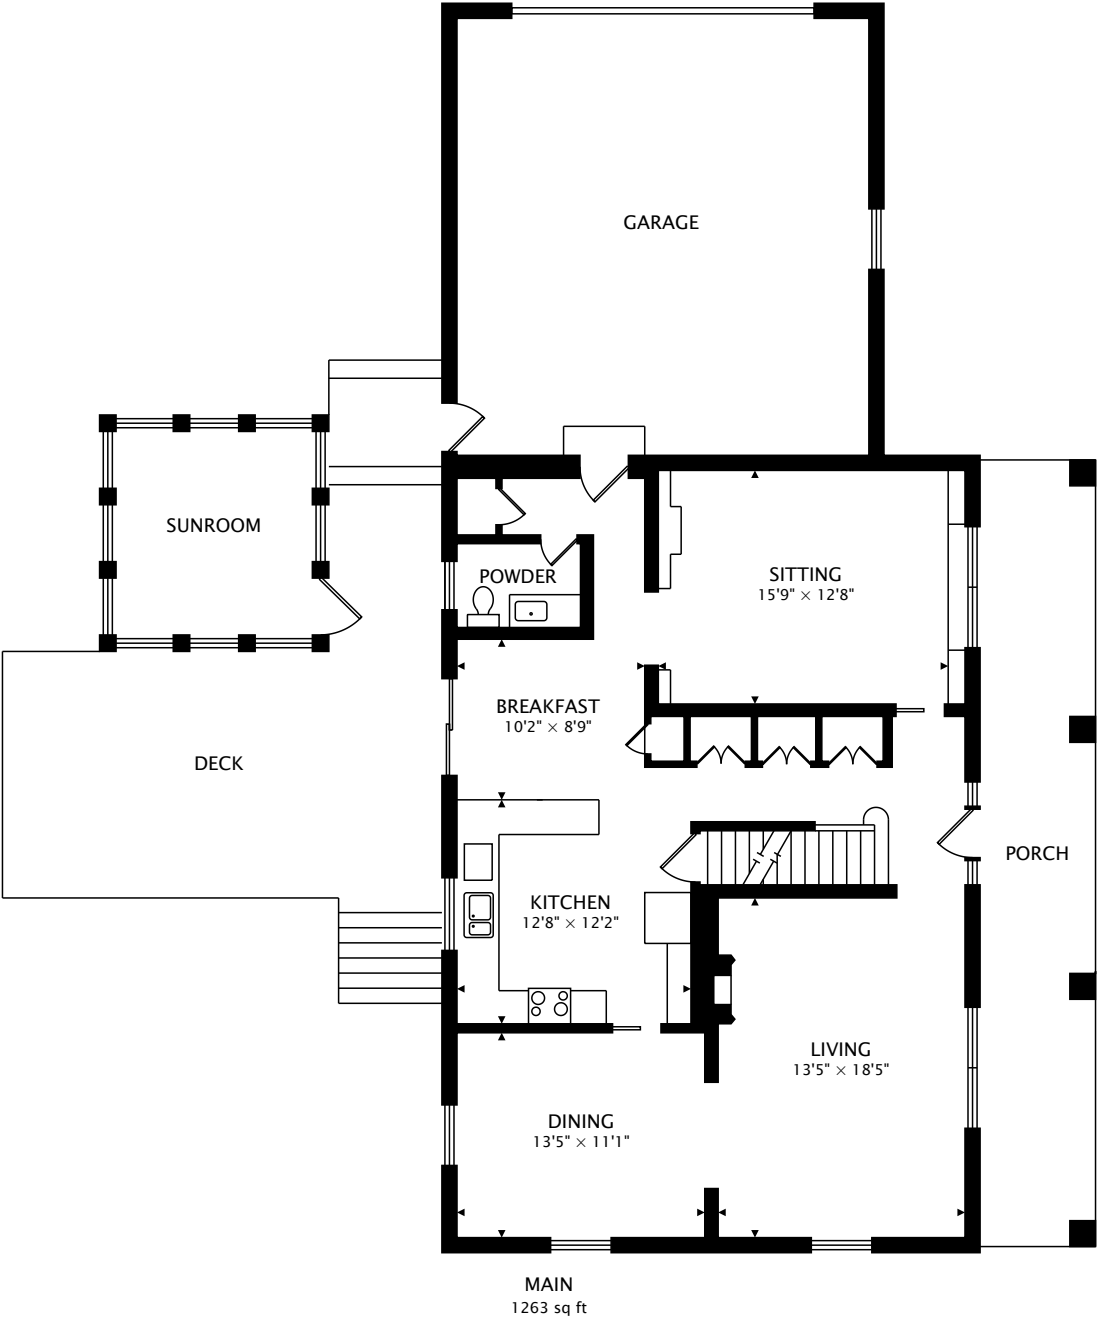 GARAGE
SUNROOM
POWDER
SITTING
15'9" × 12'8"
BREAKFAST
10'2" × 8'9"
DECK
PORCH
KITCHEN
12'8" × 12'2"
LIVING
13'5" × 18'5"
DINING
13'5" × 11'1"
MAIN
1263 sq ft